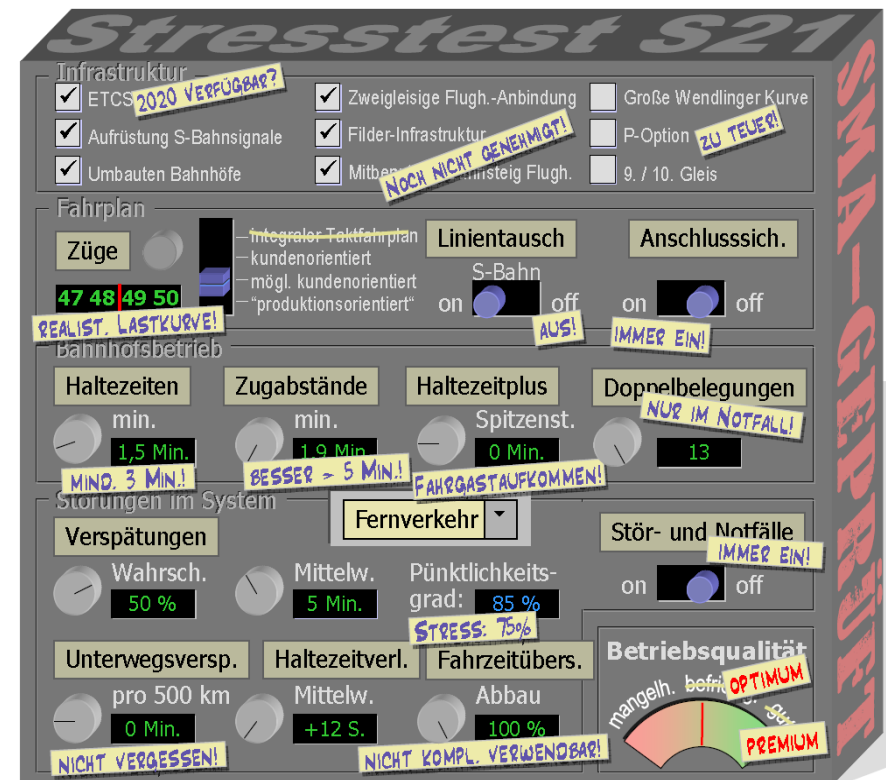 Stresstest S21
SMA-GEPRÜFT
Infrastruktur
ETCS
2020 VERFÜGBAR?
Zweigleisige Flugh.-Anbindung
Große Wendlinger Kurve
Aufrüstung S-Bahnsignale
Filder-Infrastruktur
P-Option
ZU TEUER!
NOCH NICHT GENEHMIGT!
Umbauten Bahnhöfe
Flugh.
9. / 10. Gleis
Fahrplan
Züge
integraler Taktfahrplan
kundenorientiert
mögl. kundenorientiert
"produktionsorientiert"
Linientausch
Anschlusssich.
S-Bahn
on off
on off
47 48 49 50
REALIST. LASTKURVE!
AUS!
IMMER EIN!
Bahnhofsbetrieb
Haltezeiten
Zugabstände
Haltezeitplus
Doppelbelegungen
NUR IM NOTFALL!
min.
min.
Spitzenst.
1,5 Min.
1,9 Min.
0 Min.
13
MIND. 3 MIN.!
BESSER > 5 MIN.!
FAHRGASTAUFKOMMEN!
Störungen im System
Fernverkehr
Verspätungen
Stör- und Notfälle
IMMER EIN!
on off
Wahrsch.
Mittelw.
Pünktlichkeits-
grad: 85 %
50 %
5 Min.
STRESS: 75%
Unterwegsversp.
Haltezeitverl.
Fahrzeitübers.
pro 500 km
Mittelw.
Abbau
0 Min.
+12 S.
100 %
NICHT VERGESSEN!
NICHT KOMPL. VERWENDBAR!
Betriebsqualität
mangelh.
OPTIMUM
PREMIUM